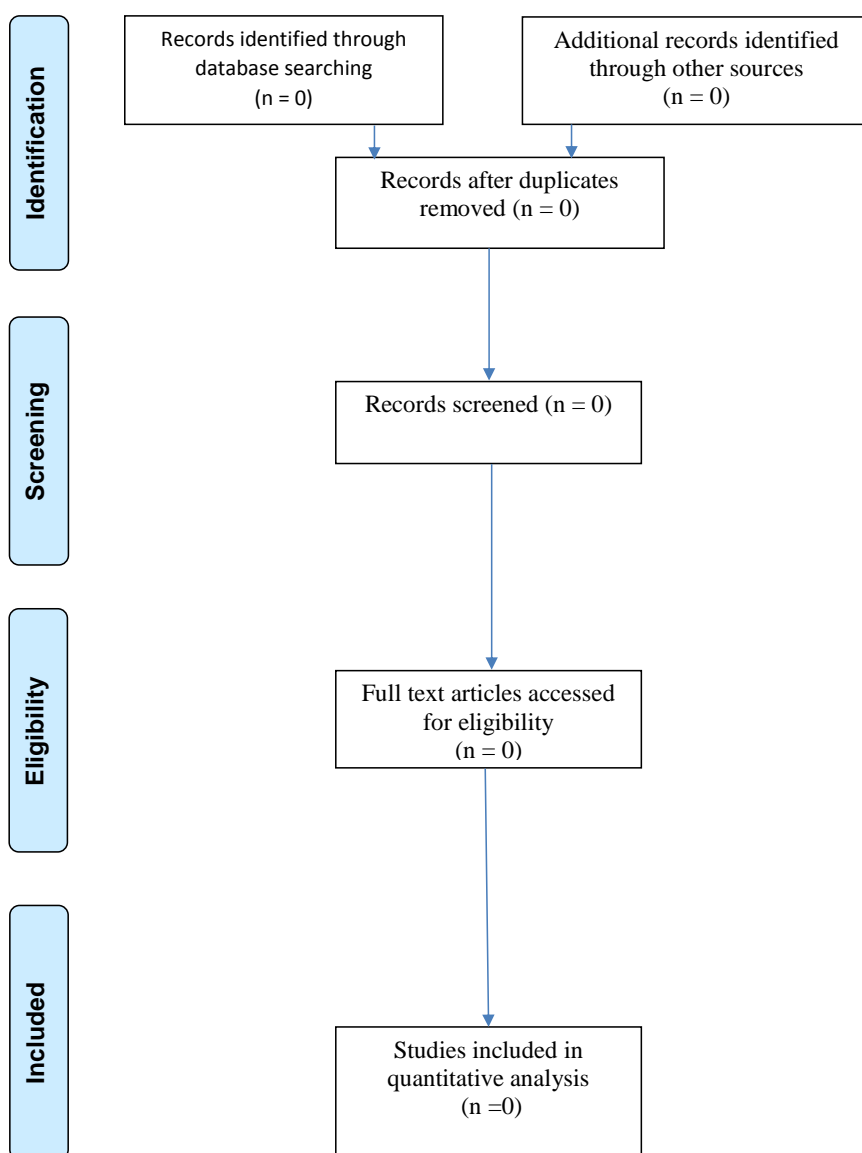 Identification
Records identified through
database searching
(n = 0)
Additional records identified
through other sources
(n = 0)
Records after duplicates
removed (n = 0)
Screening
Records screened (n = 0)
Eligibility
Full text articles accessed
for eligibility
(n = 0)
Included
Studies included in
quantitative analysis
(n =0)